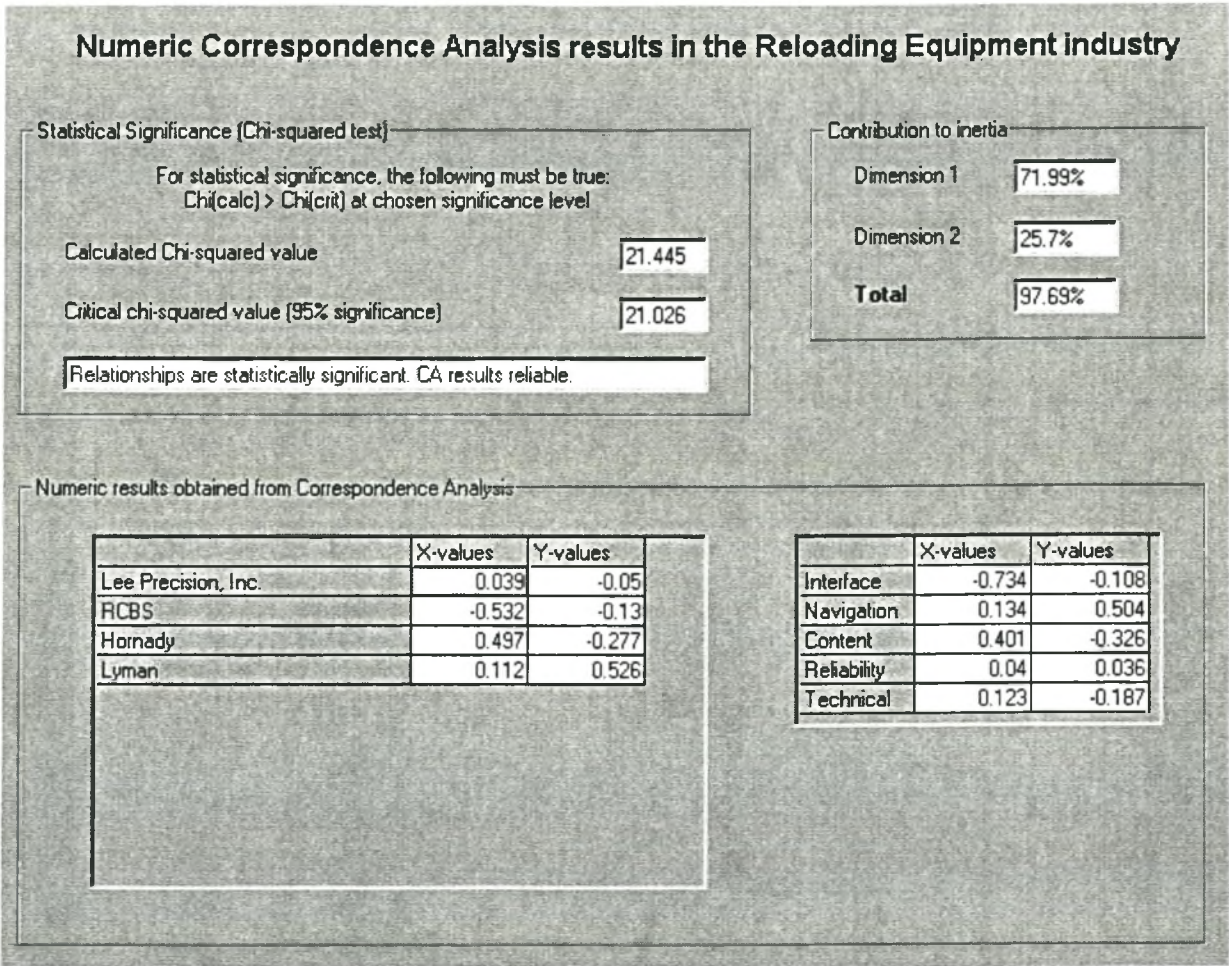 Numeric Correspondence Analysis results in the Reloading Equipment industry
Statistical Significance (Chi-squared test)
For statistical significance, the following must be true:
Chi(calc) > Chi(crit) at chosen significance level
Calculated Chi-squared value 21.445
Critical chi-squared value (95% significance) 21.026
Relationships are statistically significant. CA results reliable.
Contribution to inertia
Dimension 1 71.99%
Dimension 2 25.7%
Total 97.69%
Numeric results obtained from Correspondence Analysis
X-values Y-values
Lee Precision, Inc. 0.039 -0.05
RCBS -0.532 -0.13
Hornady 0.497 -0.277
Lyman 0.112 0.526
X-values Y-values
Interface -0.734 -0.108
Navigation 0.134 0.504
Content 0.401 -0.326
Reliability 0.04 0.036
Technical 0.123 -0.187